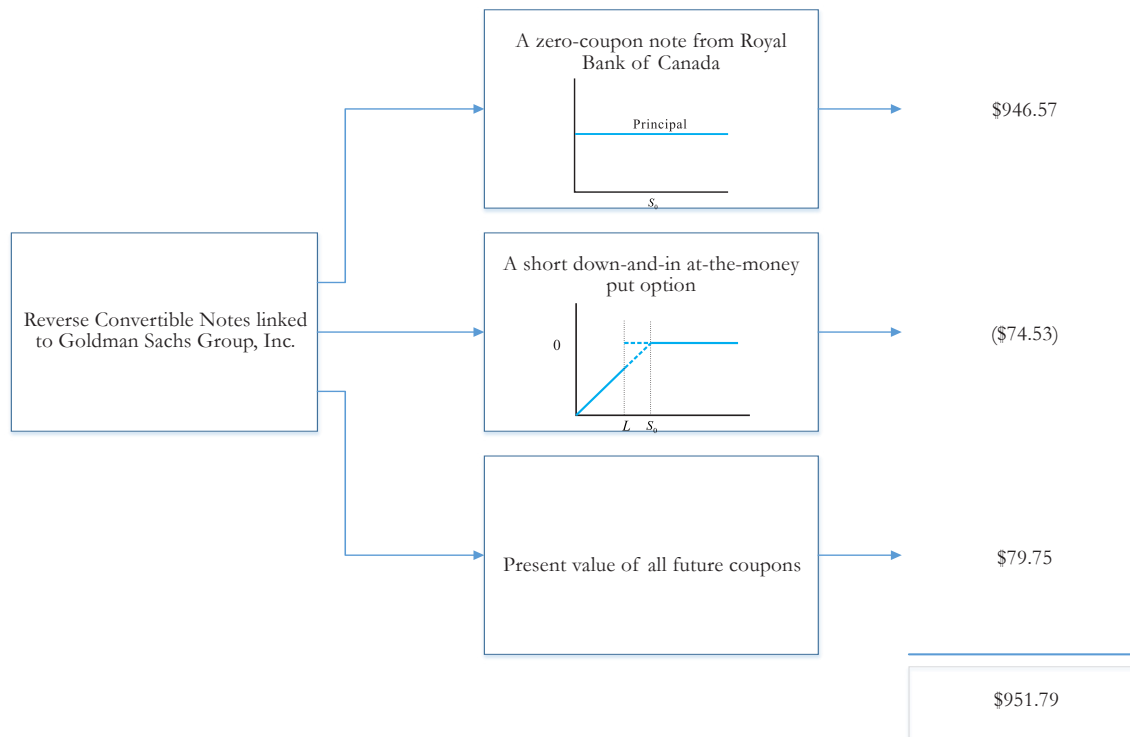 A zero-coupon note from Royal
Bank of Canada
Principal
S₀
$946.57
Reverse Convertible Notes linked
to Goldman Sachs Group, Inc.
A short down-and-in at-the-money
put option
0
L S₀
($74.53)
Present value of all future coupons
$79.75
$951.79